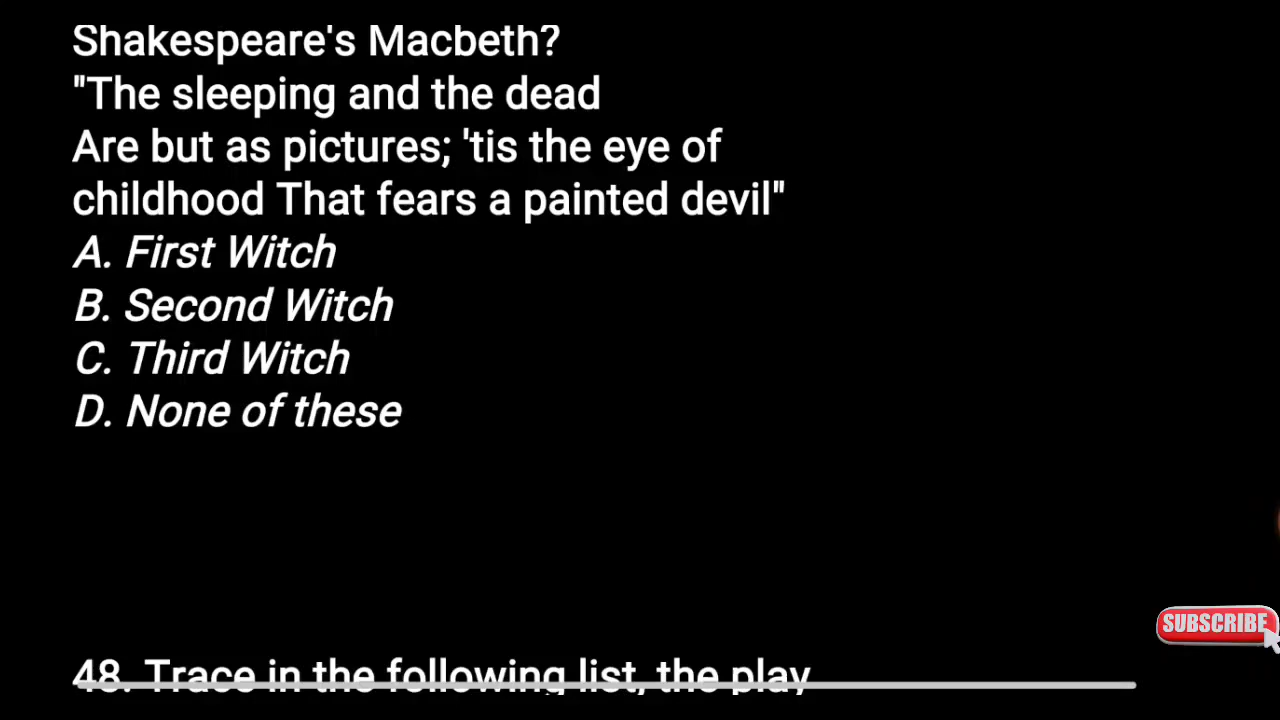 Shakespeare's Macbeth?
"The sleeping and the dead
Are but as pictures; 'tis the eye of
childhood That fears a painted devil"
A. First Witch
B. Second Witch
C. Third Witch
D. None of these
SUBSCRIBE
48. Trace in the following list, the play